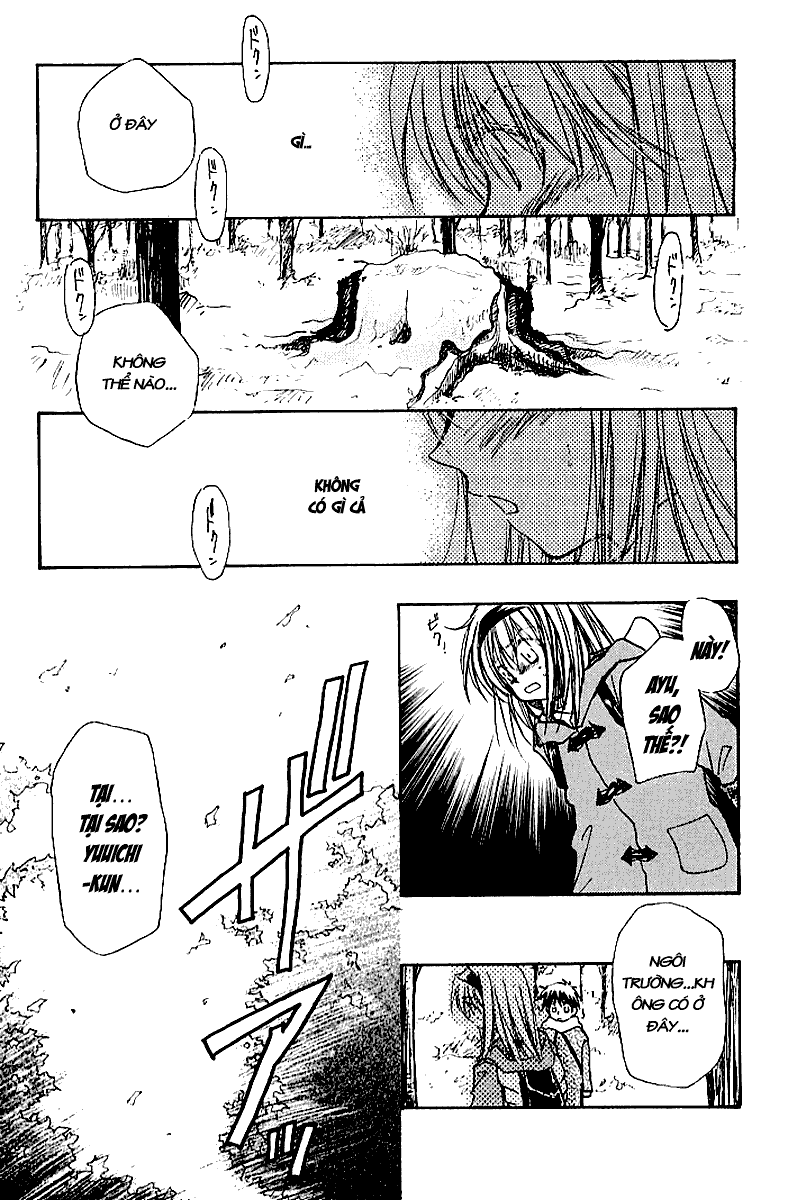 ドクン
Ở ĐÂY
GÌ...
ドクン
ドクン
ドクン
KHÔNG
THỂ NÀO...
KHÔNG
CÓ GÌ CẢ
ドクン
ビクッ
NÀY!
AYU,
SAO
THẾ?!
TẠI...
TẠI SAO?
YUUICHI
-KUN...
ザァ
NGÔI
TRƯỜNG...KH
ÔNG CÓ Ở
ĐÂY...